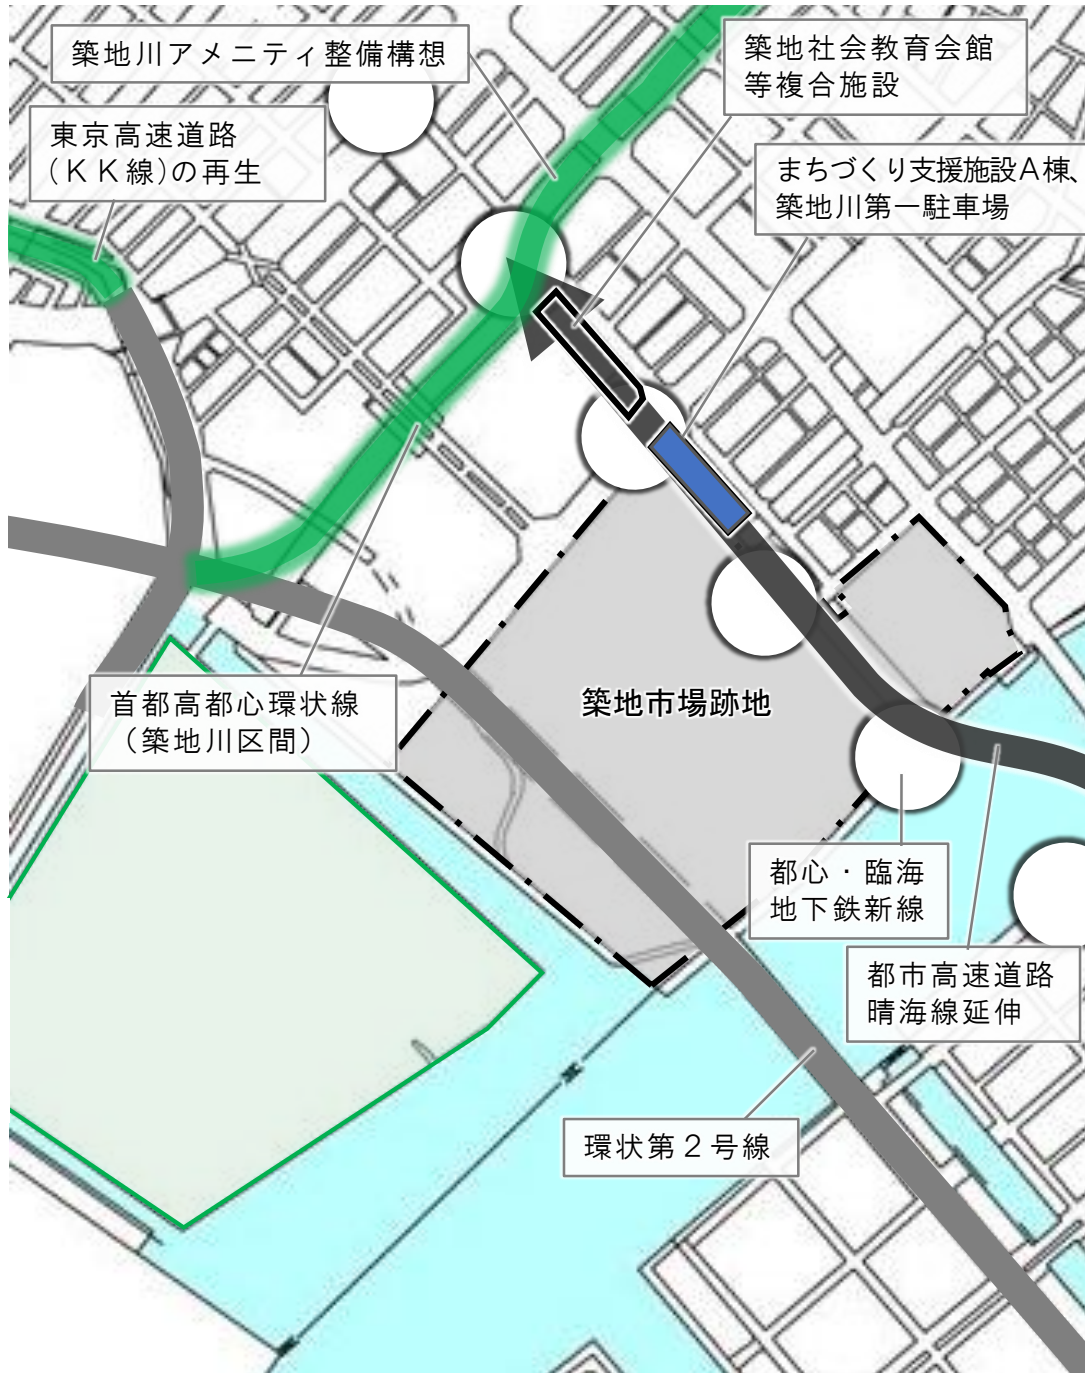 築地川アメニティ整備構想
築地社会教育会館
等複合施設
東京高速道路
(ＫＫ線)の再生
まちづくり支援施設Ａ棟、
築地川第一駐車場
首都高都心環状線
（築地川区間）
築地市場跡地
都心・臨海
地下鉄新線
都市高速道路
晴海線延伸
環状第２号線